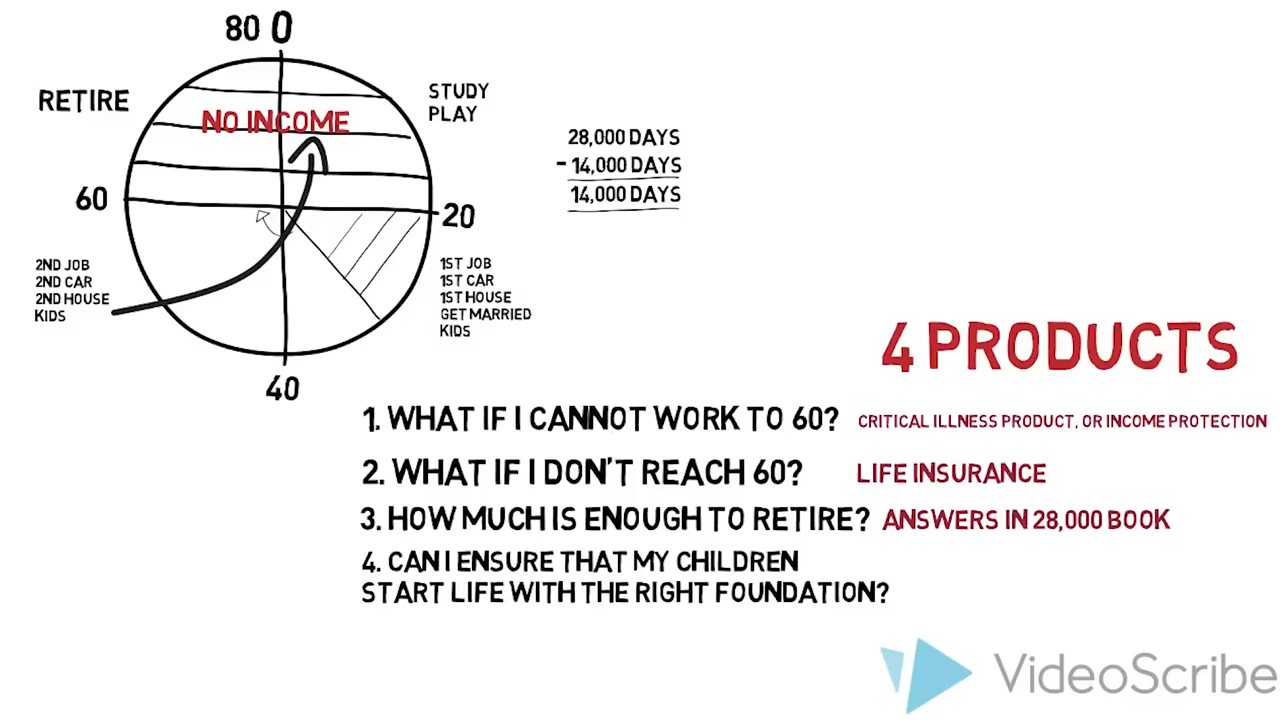 80 0
RETIRE
NO INCOME
STUDY
PLAY
28,000 DAYS
- 14,000 DAYS
14,000 DAYS
60
20
2ND JOB
2ND CAR
2ND HOUSE
KIDS
1ST JOB
1ST CAR
1ST HOUSE
GET MARRIED
KIDS
40
4 PRODUCTS
1. WHAT IF I CANNOT WORK TO 60? CRITICAL ILLNESS PRODUCT, OR INCOME PROTECTION
2. WHAT IF I DON'T REACH 60? LIFE INSURANCE
3. HOW MUCH IS ENOUGH TO RETIRE? ANSWERS IN 28,000 BOOK
4. CAN I ENSURE THAT MY CHILDREN
START LIFE WITH THE RIGHT FOUNDATION?
VideoScribe